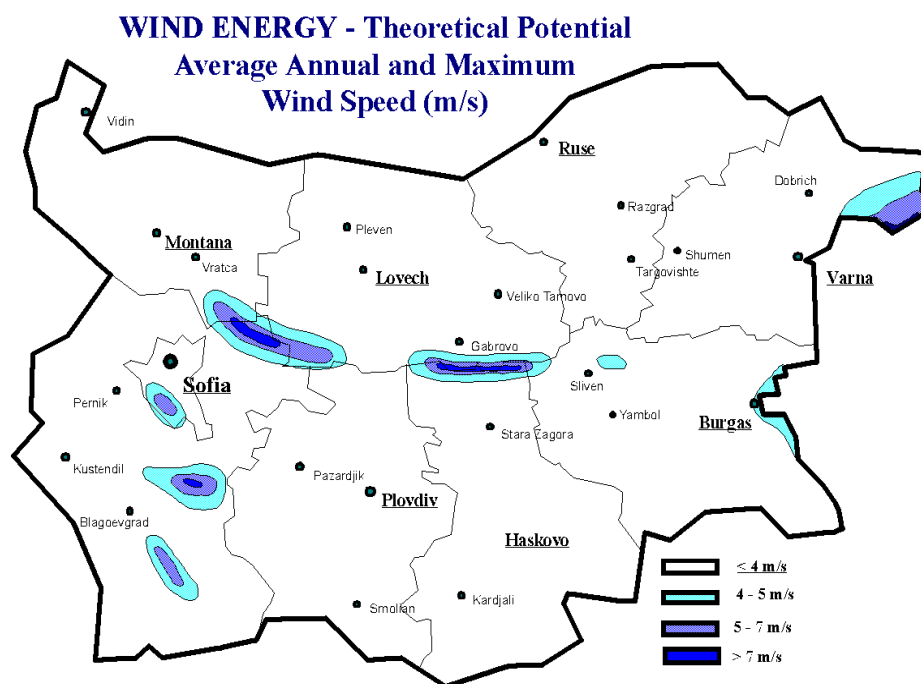 WIND ENERGY - Theoretical Potential
Average Annual and Maximum
Wind Speed (m/s)
Vidin
Ruse
Dobrich
Razgrad
Pleven
Montana
Shumen
Vratca
Targovishte
Lovech
Varna
Veliko Tarnovo
Gabrovo
Sofia
Sliven
Pernik
Yambol
Burgas
Stara Zagora
Kustendil
Pazardjik
Plovdiv
Blagoevgrad
Haskovo
Smolian
Kardjali
≤ 4 m/s
4 - 5 m/s
5 - 7 m/s
> 7 m/s